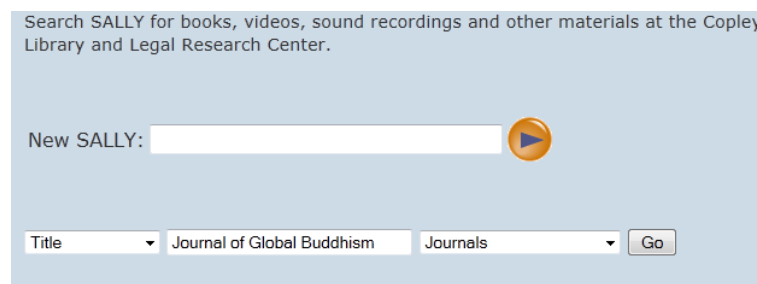 Search SALLY for books, videos, sound recordings and other materials at the Copley
Library and Legal Research Center.
New SALLY:
Title Journal of Global Buddhism Journals Go